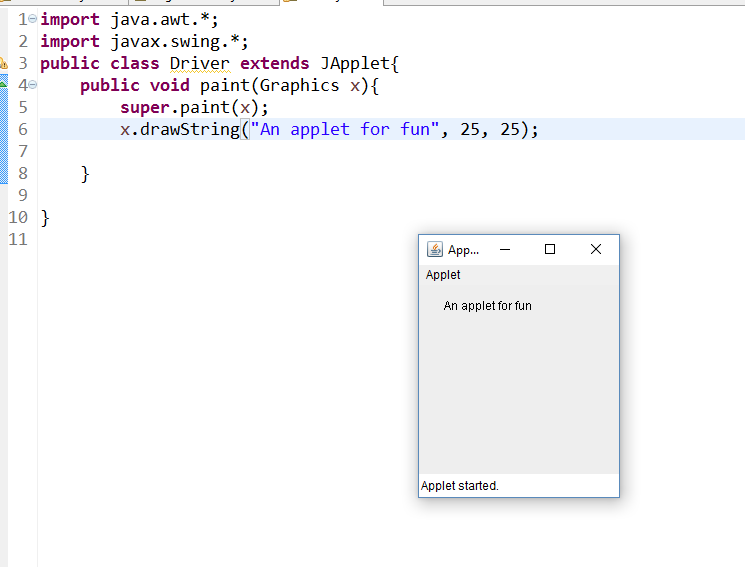 1 import java.awt.*;
2 import javax.swing.*;
3 public class Driver extends JApplet{
4     public void paint(Graphics x){
5         super.paint(x);
6         x.drawString("An applet for fun", 25, 25);
7
8     }
9
10 }
11
App...
Applet
An applet for fun
Applet started.